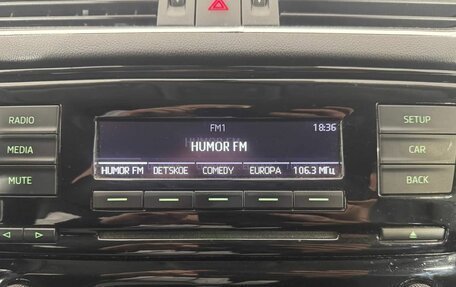 FM1 18:36
RADIO
SETUP
HUMOR FM
MEDIA
CAR
HUMOR FM DETSKOE COMEDY EUROPA 106.3 МГц
MUTE
BACK